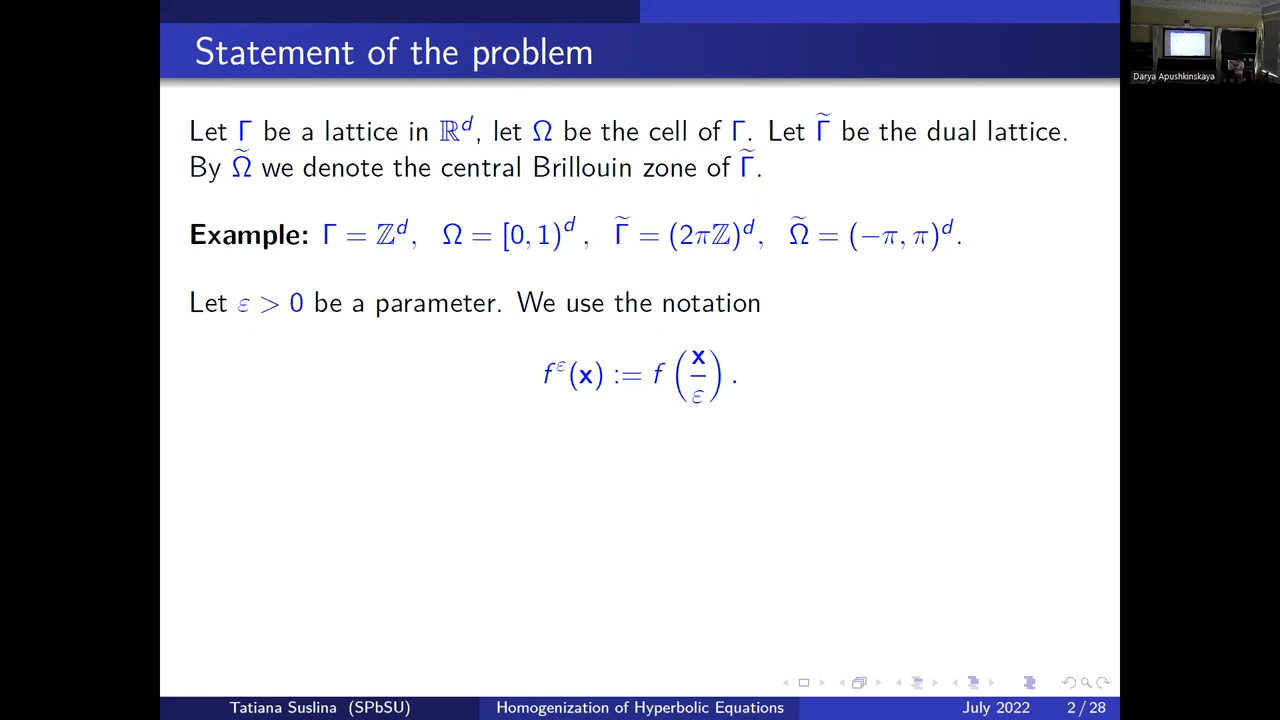 Statement of the problem
Darya Apushkinskaya
Let Γ be a lattice in ℝ^d, let Ω be the cell of Γ. Let Γ̃ be the dual lattice.
By Ω̃ we denote the central Brillouin zone of Γ̃.
Example: Γ = ℤ^d, Ω = [0, 1)^d, Γ̃ = (2πℤ)^d, Ω̃ = (−π, π)^d.
Let ε > 0 be a parameter. We use the notation
f^ε(x) := f(x/ε).
Tatiana Suslina (SPbSU) Homogenization of Hyperbolic Equations July 2022 2 / 28